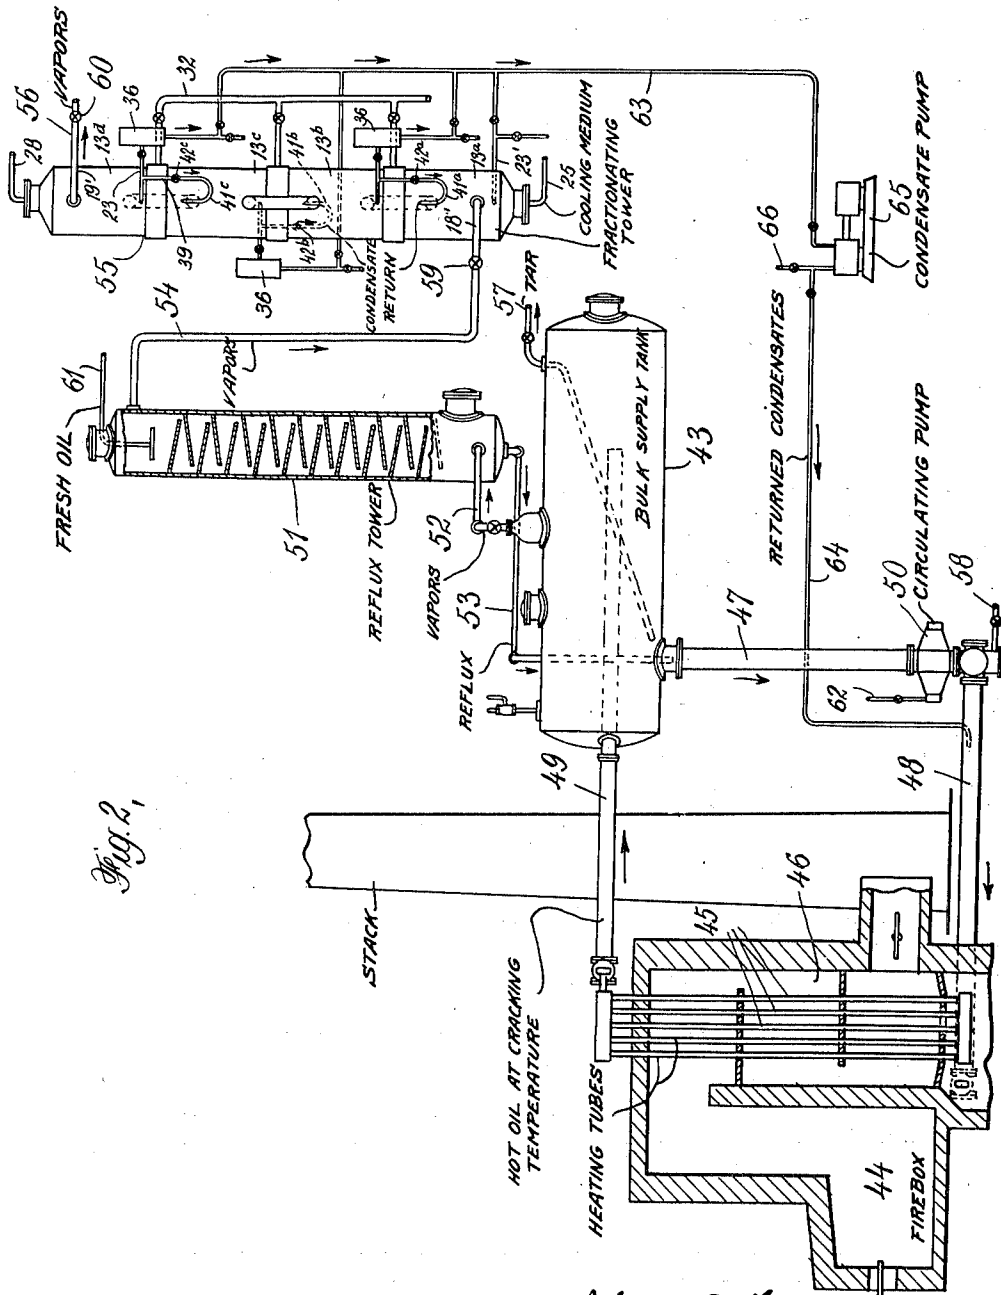 Fig. 2,
VAPORS
56
60
28
13d
19'
36
32
42c
23
13c
41b
13b
41c
55
39
42b
36
36
42a
13a
41a
23'
18'
25
COOLING MEDIUM
FRACTIONATING
TOWER
63
CONDENSATE
RETURN
59
54
VAPORS
61
FRESH OIL
51
REFLUX TOWER
52
VAPORS
53
REFLUX
57
TAR
BULK SUPPLY TANK
43
66
65
CONDENSATE PUMP
RETURNED CONDENSATES
64
CIRCULATING PUMP
50
58
47
62
48
49
STACK
HOT OIL AT CRACKING
TEMPERATURE
45
46
HEATING TUBES
44
FIREBOX